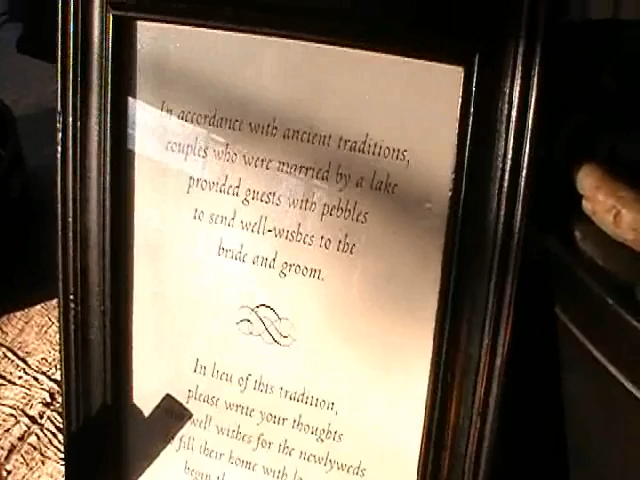 In accordance with ancient traditions,
couples who were married by a lake
provided guests with pebbles
to send well-wishes to the
bride and groom.
In lieu of this tradition,
please write your thoughts
well wishes for the newlyweds
fill their home with
begin